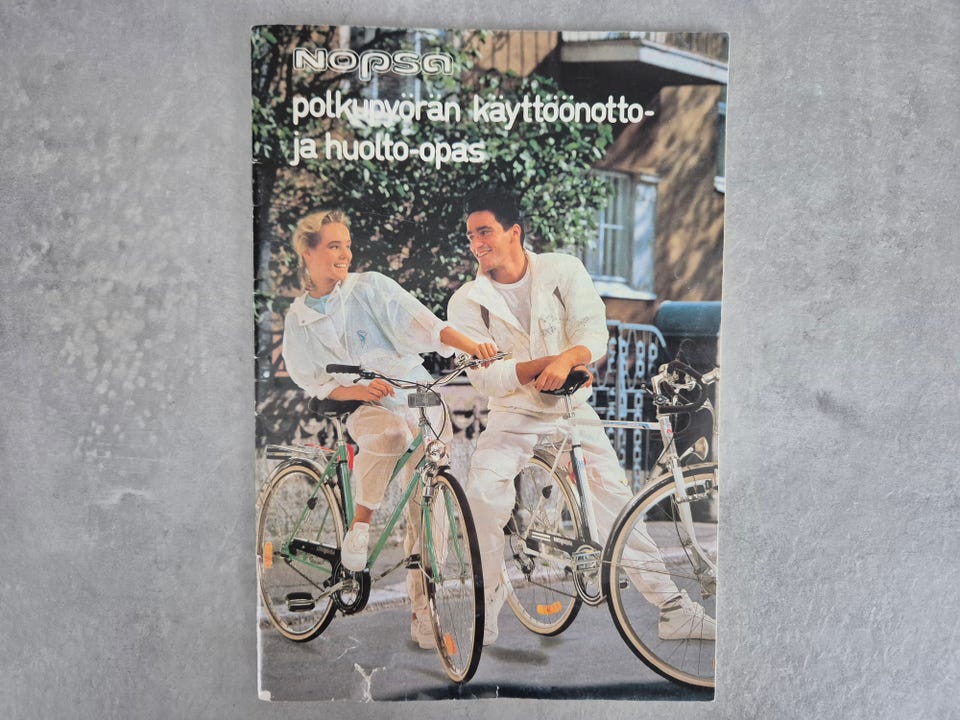 Nopsa
polkupyörän käyttöönotto-
ja huolto-opas